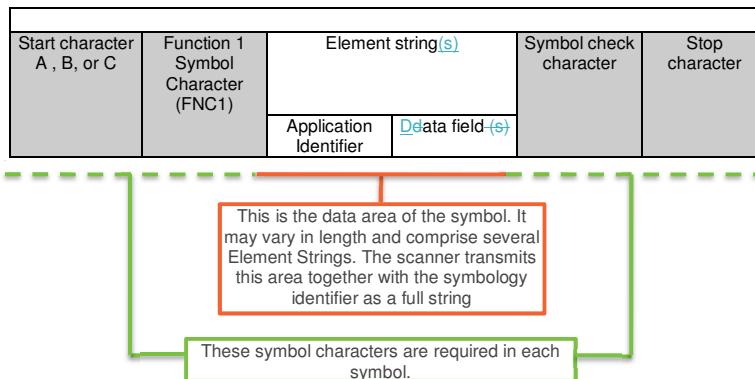 Start character
A , B, or C
Function 1
Symbol
Character
(FNC1)
Element string(s)
Symbol check
character
Stop
character
Application
Identifier
Ddata field (s)
This is the data area of the symbol. It
may vary in length and comprise several
Element Strings. The scanner transmits
this area together with the symbology
identifier as a full string
These symbol characters are required in each
symbol.